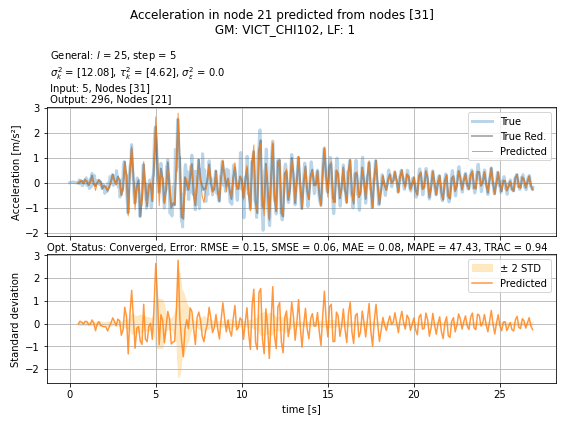 Acceleration in node 21 predicted from nodes [31]
GM: VICT_CHI102, LF: 1
General: l = 25, step = 5
σ²ₖ = [12.08], τ²ₖ = [4.62], σ²ε = 0.0
Input: 5, Nodes [31]
Output: 296, Nodes [21]
3
2
1
0
−1
−2
Acceleration [m/s²]
True
True Red.
Predicted
Opt. Status: Converged, Error: RMSE = 0.15, SMSE = 0.06, MAE = 0.08, MAPE = 47.43, TRAC = 0.94
3
2
1
0
−1
−2
Standard deviation
± 2 STD
Predicted
0 5 10 15 20 25
time [s]